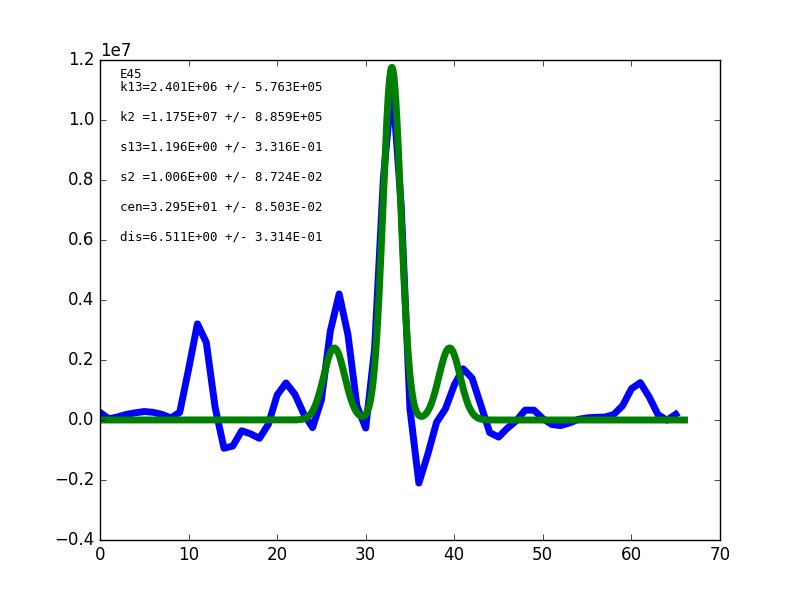 1e7
1.2
1.0
0.8
0.6
0.4
0.2
0.0
−0.2
−0.4
E45
k13=2.401E+06 +/- 5.763E+05
k2 =1.175E+07 +/- 8.859E+05
s13=1.196E+00 +/- 3.316E-01
s2 =1.006E+00 +/- 8.724E-02
cen=3.295E+01 +/- 8.503E-02
dis=6.511E+00 +/- 3.314E-01
0 10 20 30 40 50 60 70